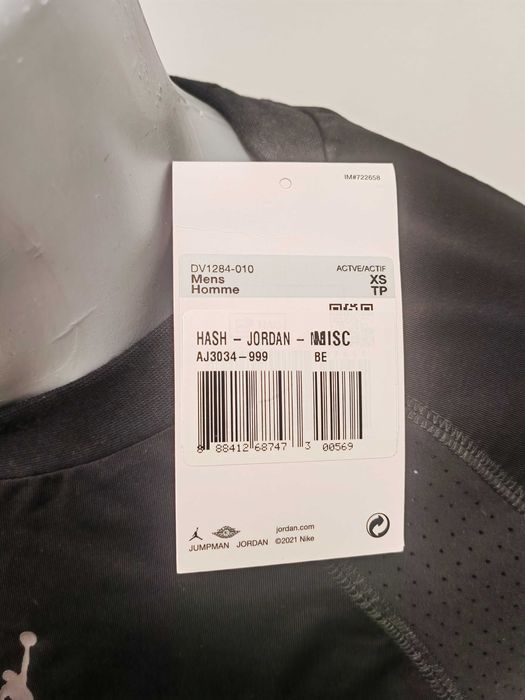 IM#722658
DV1284-010 ACTVE/ACTIF
Mens XS
Homme TP
HASH - JORDAN - MISC
AJ3034-999 BE
8 88412 68747 3 00569
jordan.com
JUMPMAN JORDAN ©2021 Nike